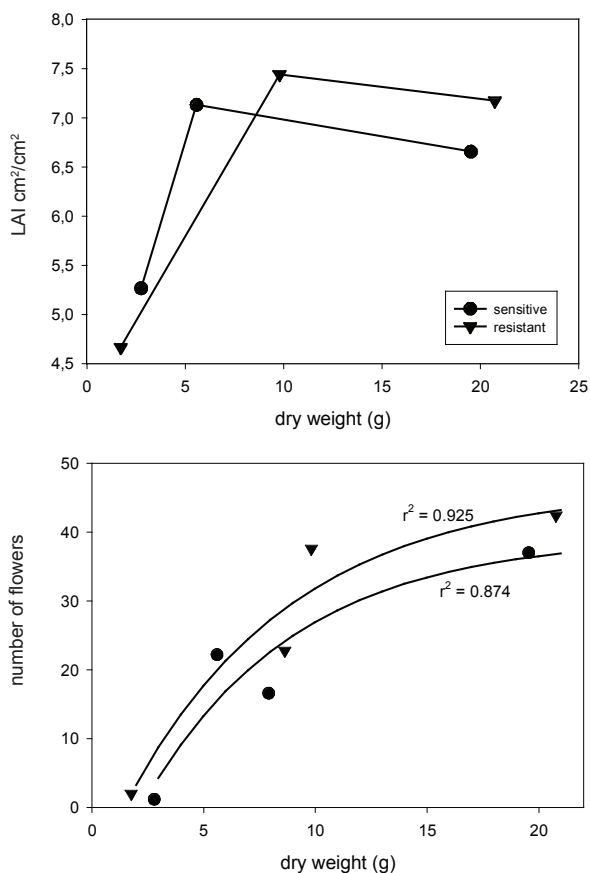 8,0
7,5
7,0
6,5
6,0
5,5
5,0
4,5
LAI cm²/cm²
sensitive
resistant
0 5 10 15 20 25
dry weight (g)
50
40
30
20
10
0
number of flowers
r² = 0.925
r² = 0.874
0 5 10 15 20
dry weight (g)